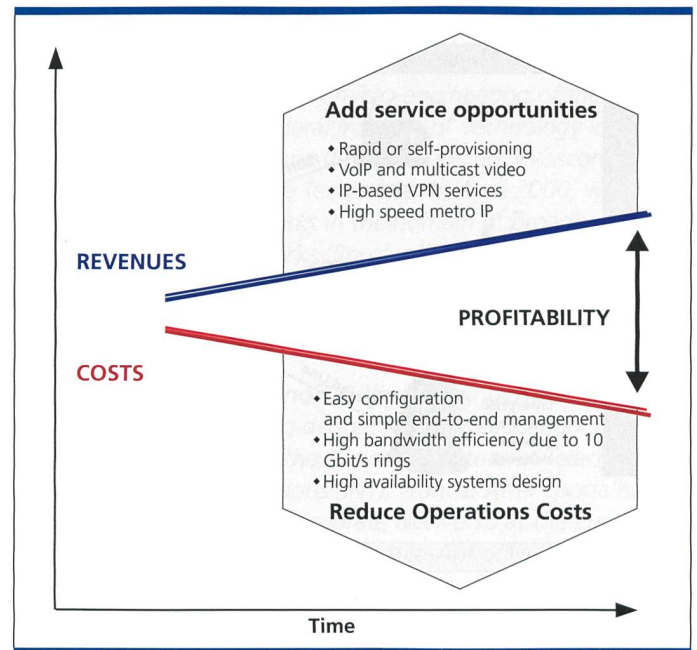 Add service opportunities
◆ Rapid or self-provisioning
◆ VoIP and multicast video
◆ IP-based VPN services
◆ High speed metro IP
REVENUES
PROFITABILITY
COSTS
◆ Easy configuration
and simple end-to-end management
◆ High bandwidth efficiency due to 10
Gbit/s rings
◆ High availability systems design
Reduce Operations Costs
Time